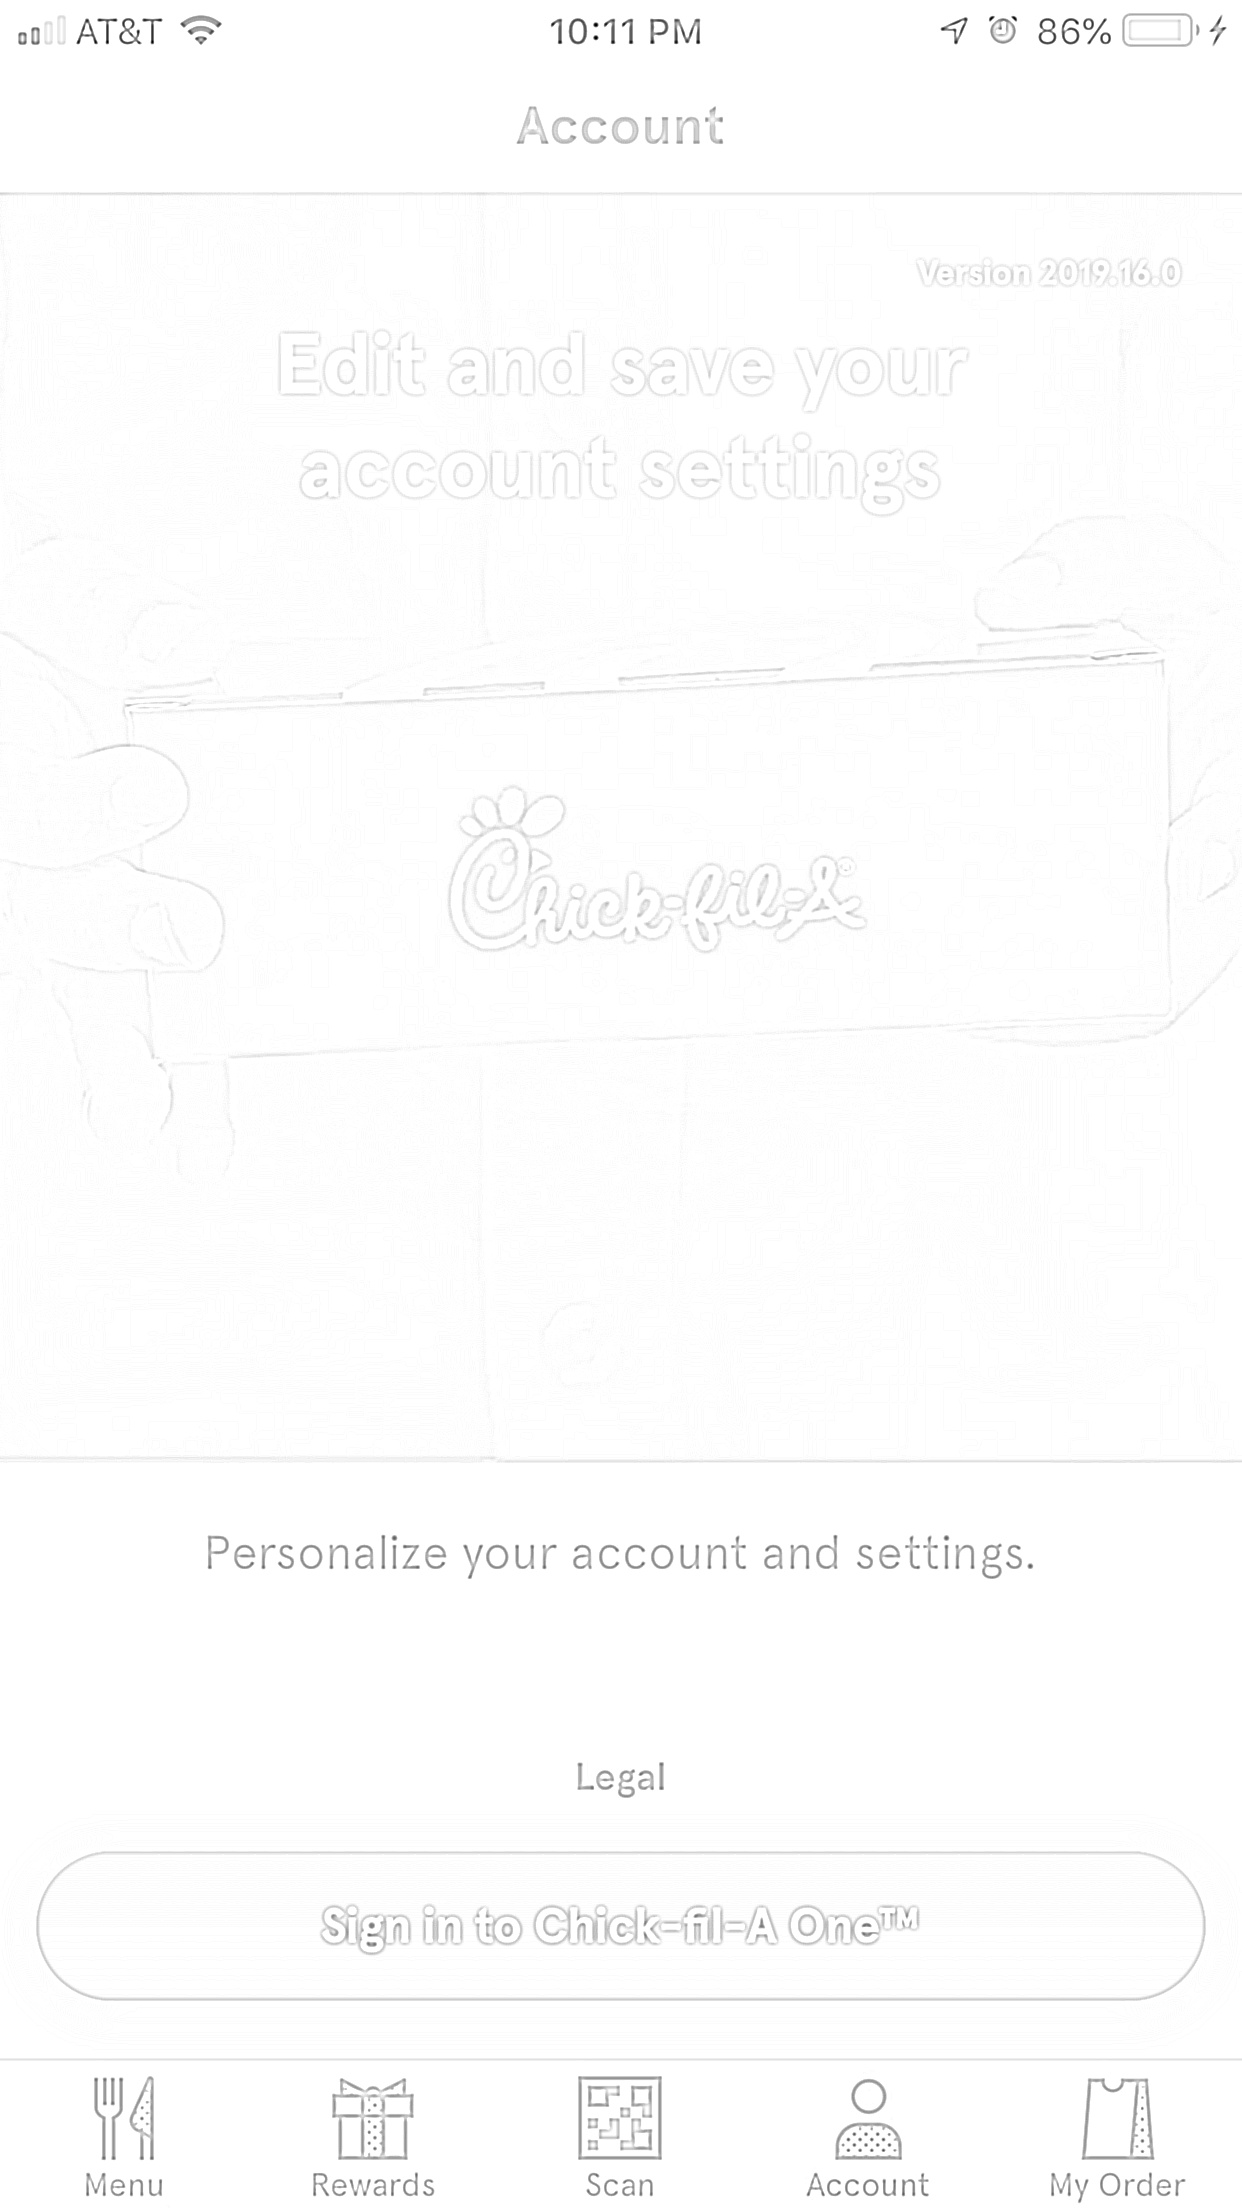 AT&T 10:11 PM 86%
Account
Version 2019.16.0
Edit and save your
account settings
Chick-fil-A®
Personalize your account and settings.
Legal
Sign in to Chick-fil-A One™
Menu Rewards Scan Account My Order